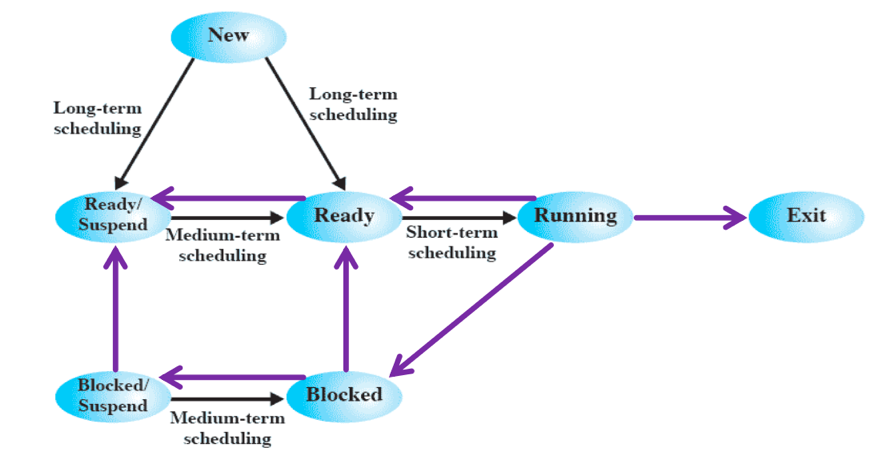 New
Long-term
scheduling
Long-term
scheduling
Ready/
Suspend
Medium-term
scheduling
Ready
Short-term
scheduling
Running
Exit
Blocked/
Suspend
Medium-term
scheduling
Blocked